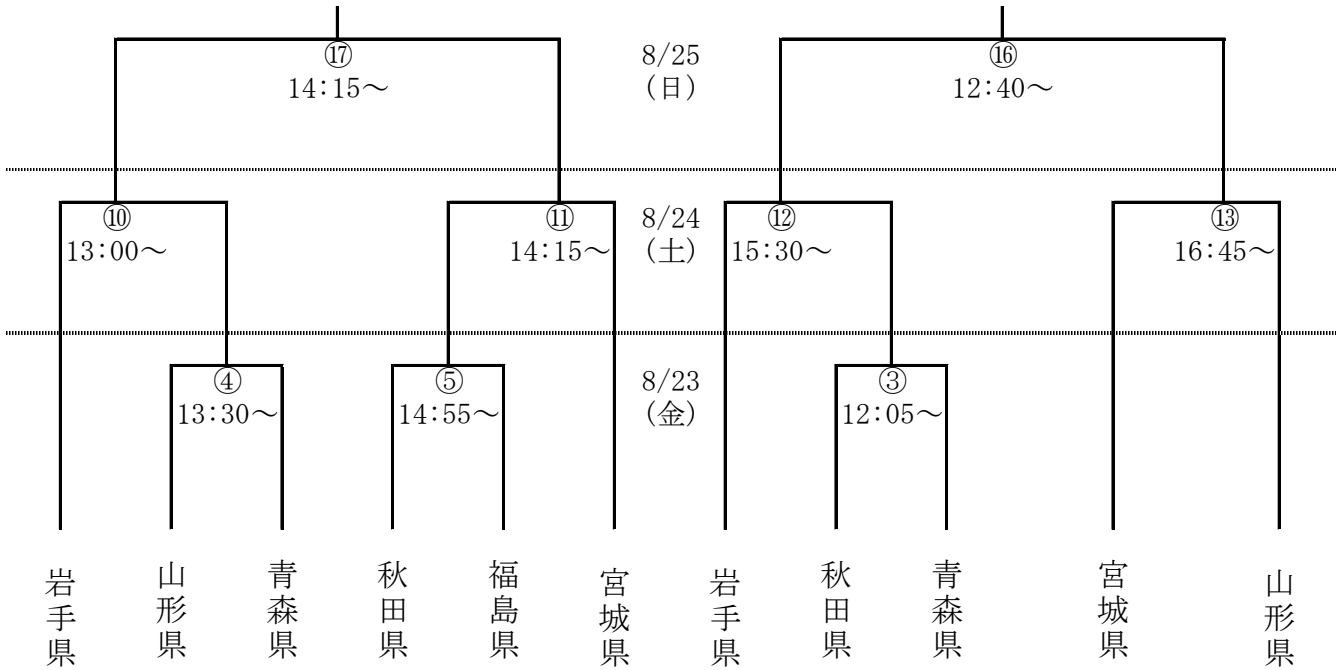 ⑰
14:15～
8/25
(日)
⑯
12:40～
⑩
13:00～
⑪
14:15～
8/24
(土)
⑫
15:30～
⑬
16:45～
④
13:30～
⑤
14:55～
8/23
(金)
③
12:05～
岩手県
山形県
青森県
秋田県
福島県
宮城県
岩手県
秋田県
青森県
宮城県
山形県